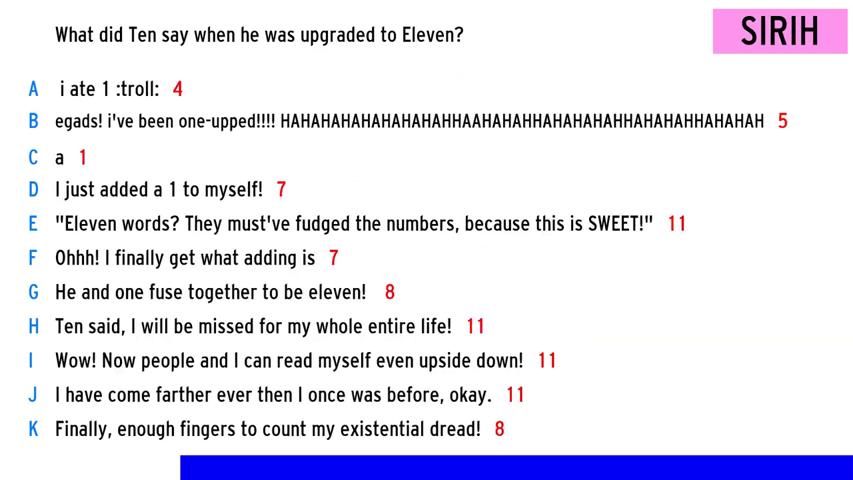 What did Ten say when he was upgraded to Eleven?
SIRIH
A i ate 1 :troll: 4
B egads! i've been one-upped!!!! HAHAHAHAHAHAHAHAHHAAHAHAHHAHAHAHAHHAHAHAHHAHAHAH 5
C a 1
D I just added a 1 to myself! 7
E "Eleven words? They must've fudged the numbers, because this is SWEET!" 11
F Ohhh! I finally get what adding is 7
G He and one fuse together to be eleven! 8
H Ten said, I will be missed for my whole entire life! 11
I Wow! Now people and I can read myself even upside down! 11
J I have come farther ever then I once was before, okay. 11
K Finally, enough fingers to count my existential dread! 8